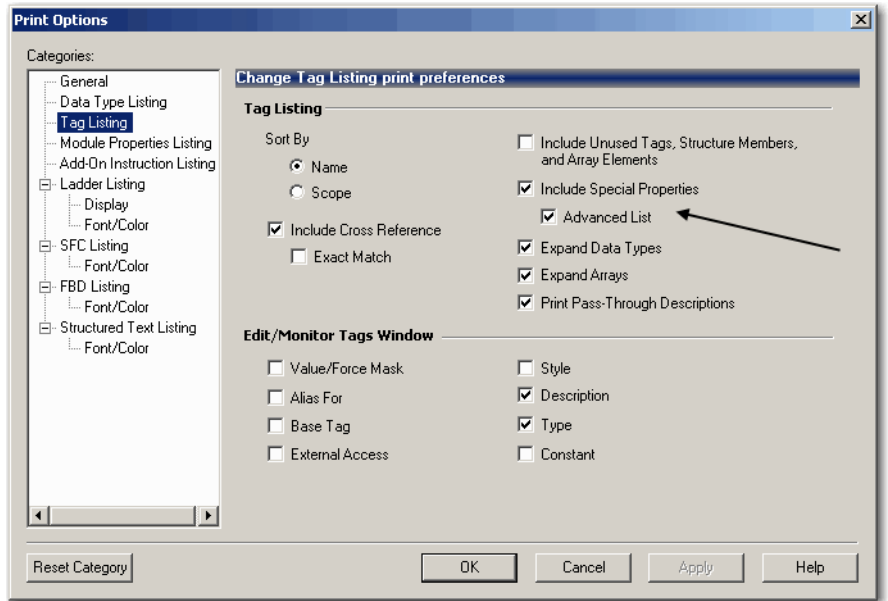 Print Options
Categories:
General
Data Type Listing
Tag Listing
Module Properties Listing
Add-On Instruction Listing
Ladder Listing
Display
Font/Color
SFC Listing
Font/Color
FBD Listing
Font/Color
Structured Text Listing
Font/Color
Change Tag Listing print preferences
Tag Listing
Sort By
Name
Scope
Include Cross Reference
Exact Match
Include Unused Tags, Structure Members,
and Array Elements
Include Special Properties
Advanced List
Expand Data Types
Expand Arrays
Print Pass-Through Descriptions
Edit/Monitor Tags Window
Value/Force Mask
Alias For
Base Tag
External Access
Style
Description
Type
Constant
Reset Category
OK
Cancel
Apply
Help